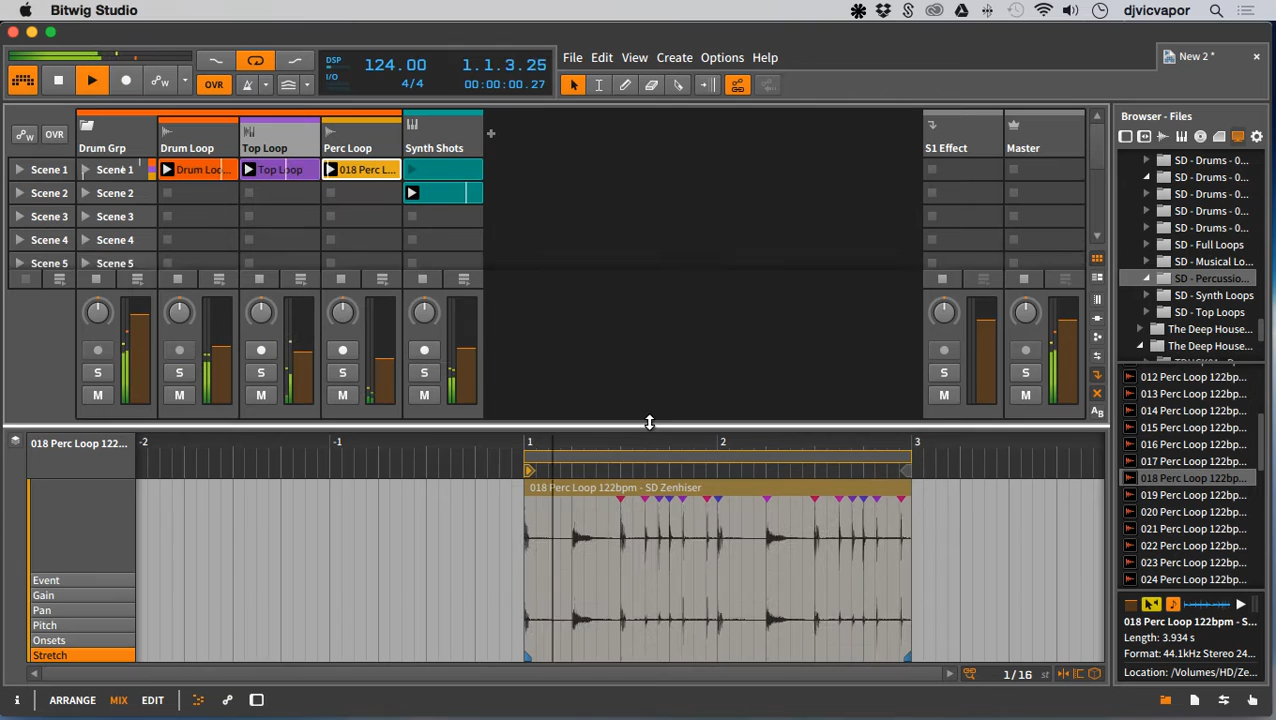 Bitwig Studio djvicvapor
OVR
DSP 124.00 1.1.3.25
I/O 4/4 00:00:00.27
File Edit View Create Options Help
New 2 *
OVR
Drum Grp Drum Loop Top Loop Perc Loop Synth Shots S1 Effect Master
Scene 1 Scene 1 Drum Loo... Top Loop 018 Perc L...
Scene 2 Scene 2
Scene 3 Scene 3
Scene 4 Scene 4
Scene 5 Scene 5
S S S S S S S
M M M M M M M
AB
Browser - Files
SD - Drums - 0...
SD - Drums - 0...
SD - Drums - 0...
SD - Drums - 0...
SD - Drums - 0...
SD - Full Loops
SD - Musical Lo...
SD - Percussio...
SD - Synth Loops
SD - Top Loops
The Deep House...
The Deep House...
012 Perc Loop 122bp...
013 Perc Loop 122bp...
014 Perc Loop 122bp...
015 Perc Loop 122bp...
016 Perc Loop 122bp...
017 Perc Loop 122bp...
018 Perc Loop 122bp...
019 Perc Loop 122bp...
020 Perc Loop 122bp...
021 Perc Loop 122bp...
022 Perc Loop 122bp...
023 Perc Loop 122bp...
024 Perc Loop 122bp...
018 Perc Loop 122bpm - S...
Length: 3.934 s
Format: 44.1kHz Stereo 24...
Location: /Volumes/HD/Ze...
018 Perc Loop 122... -2 -1 1 2 3
018 Perc Loop 122bpm - SD Zenhiser
Event
Gain
Pan
Pitch
Onsets
Stretch
1/16 st
i ARRANGE MIX EDIT